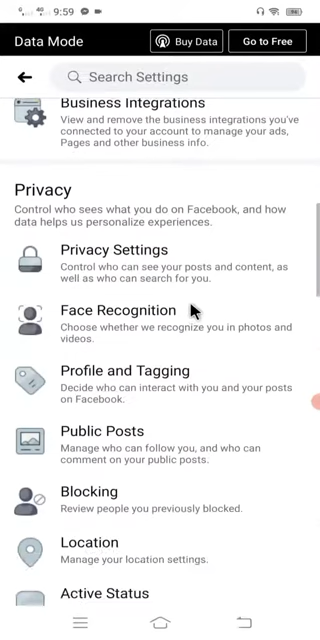 9:59
Data Mode
Buy Data
Go to Free
Search Settings
Business Integrations
View and remove the business integrations you've
connected to your account to manage your ads,
Pages and other business info.
Privacy
Control who sees what you do on Facebook, and how
data helps us personalize experiences.
Privacy Settings
Control who can see your posts and content, as
well as who can search for you.
Face Recognition
Choose whether we recognize you in photos and
videos.
Profile and Tagging
Decide who can interact with you and your posts
on Facebook.
Public Posts
Manage who can follow you, and who can
comment on your public posts.
Blocking
Review people you previously blocked.
Location
Manage your location settings.
Active Status